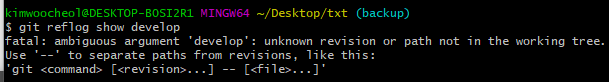 kimwoocheol@DESKTOP-BOSI2R1 MINGW64 ~/Desktop/txt (backup)
$ git reflog show develop
fatal: ambiguous argument 'develop': unknown revision or path not in the working tree.
Use '--' to separate paths from revisions, like this:
'git <command> [<revision>...] -- [<file>...]'